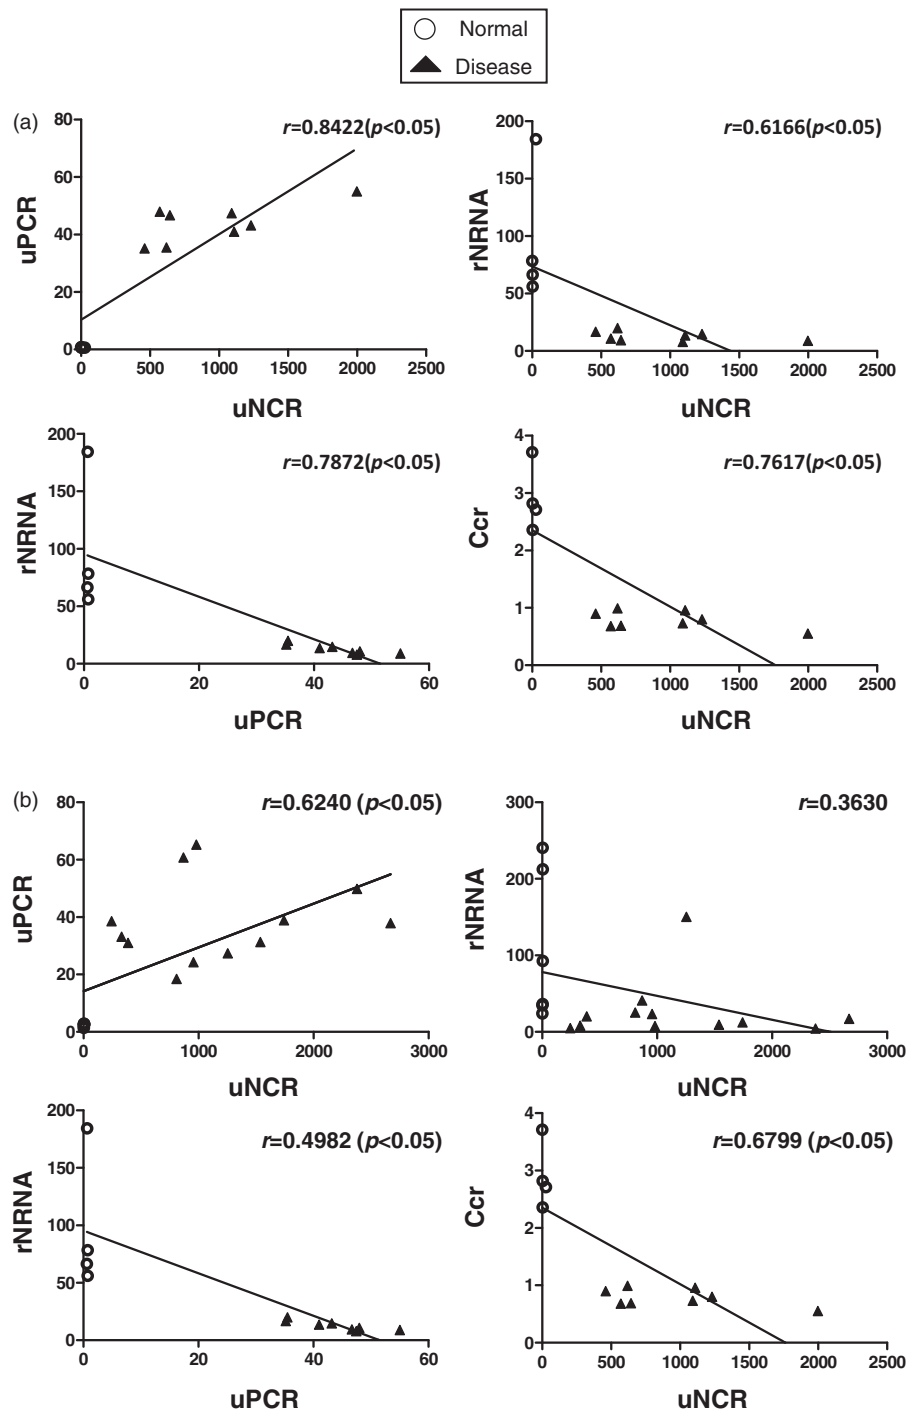 Normal
Disease
(a)
r=0.8422(p<0.05)
80
60
40
20
0
uPCR
0 500 1000 1500 2000 2500
uNCR
r=0.6166(p<0.05)
200
150
100
50
0
rNRNA
0 500 1000 1500 2000 2500
uNCR
r=0.7872(p<0.05)
200
150
100
50
0
rNRNA
0 20 40 60
uPCR
r=0.7617(p<0.05)
4
3
2
1
0
Ccr
0 500 1000 1500 2000 2500
uNCR
(b)
r=0.6240 (p<0.05)
80
60
40
20
0
uPCR
0 1000 2000 3000
uNCR
r=0.3630
300
200
100
0
rNRNA
0 1000 2000 3000
uNCR
r=0.4982 (p<0.05)
200
150
100
50
0
rNRNA
0 20 40 60
uPCR
r=0.6799 (p<0.05)
4
3
2
1
0
Ccr
0 500 1000 1500 2000 2500
uNCR